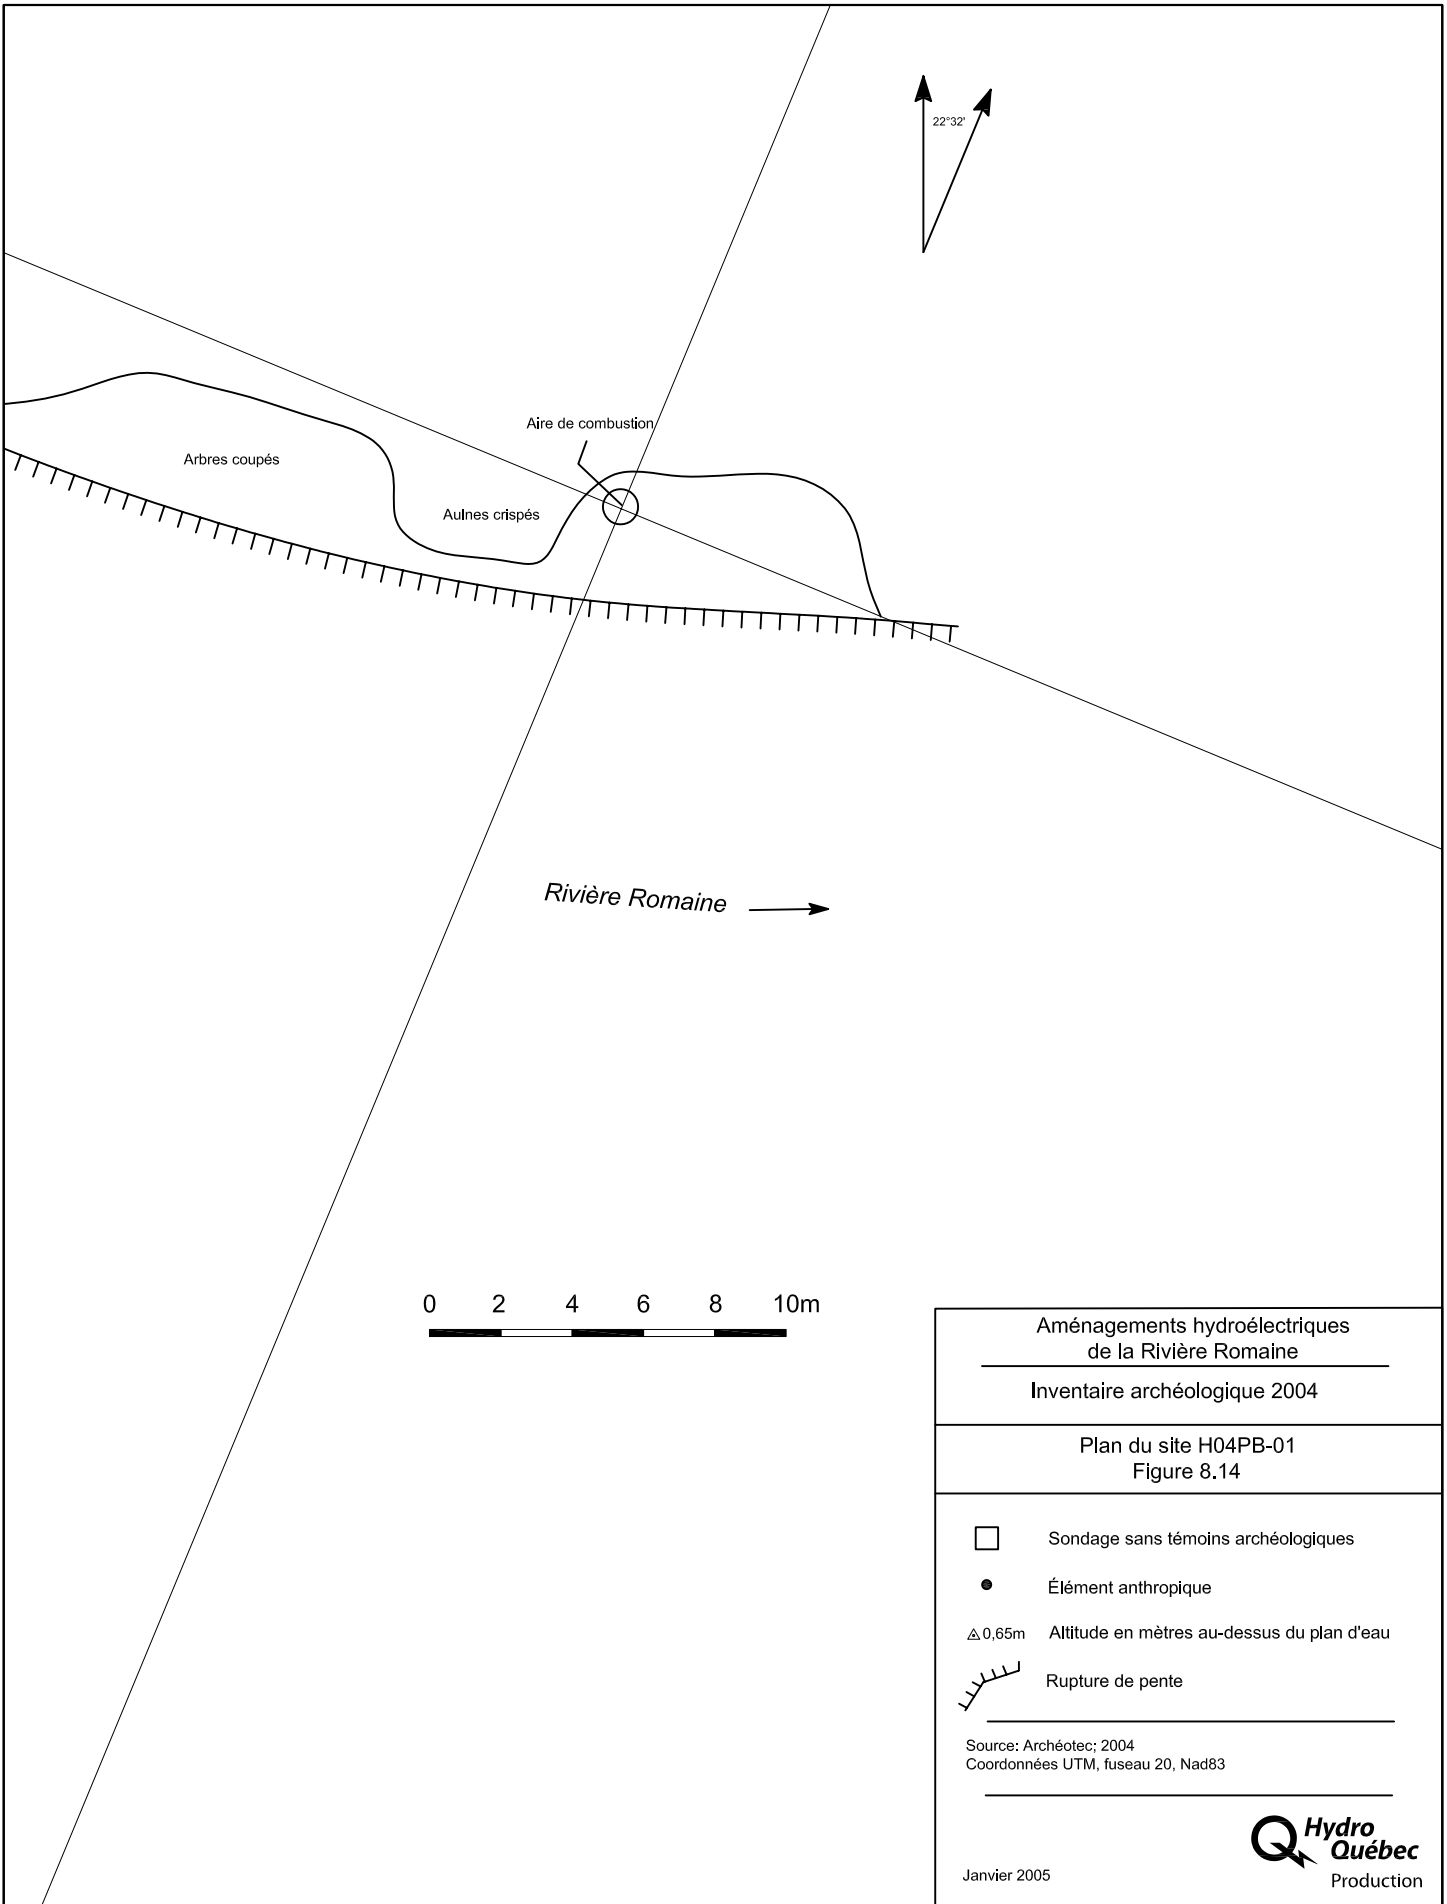 22°32'
Aire de combustion
Arbres coupés
Aulnes crispés
Rivière Romaine
0 2 4 6 8 10m
Aménagements hydroélectriques
de la Rivière Romaine
Inventaire archéologique 2004
Plan du site H04PB-01
Figure 8.14
Sondage sans témoins archéologiques
Élément anthropique
0,65m Altitude en mètres au-dessus du plan d'eau
Rupture de pente
Source: Archéotec; 2004
Coordonnées UTM, fuseau 20, Nad83
Hydro
Québec
Production
Janvier 2005